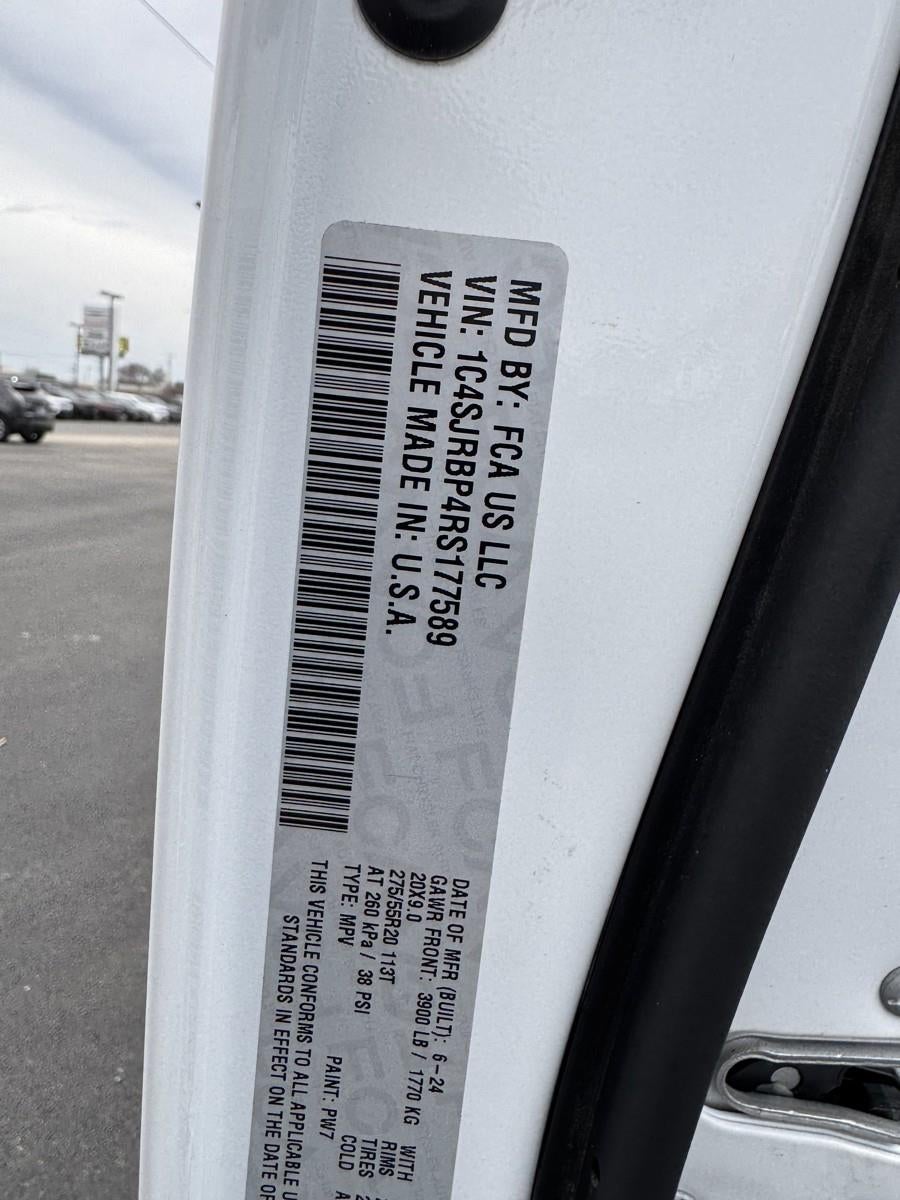 MFD BY: FCA US LLC
VIN: 1C4SJRBP4RS177589
VEHICLE MADE IN: U.S.A.
DATE OF MFR (BUILT): 6-24
GAWR FRONT: 3900 LB / 1770 KG WITH
20X9.0 RIMS
275/55R20 113T TIRES
AT 260 kPa / 38 PSI COLD
TYPE: MPV PAINT: PW7
THIS VEHICLE CONFORMS TO ALL APPLICABLE
STANDARDS IN EFFECT ON THE DATE OF